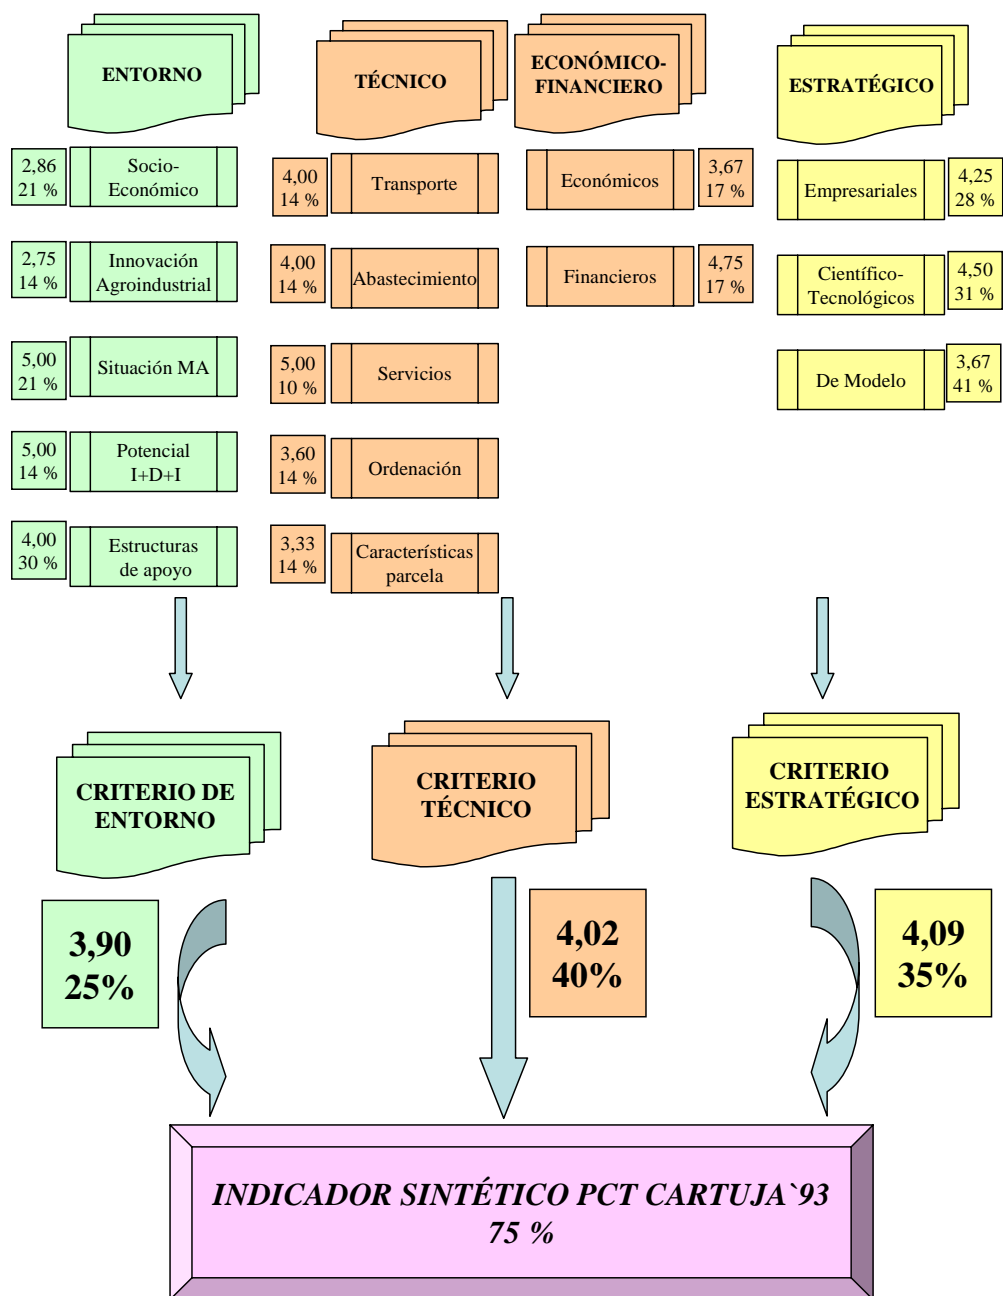 ENTORNO
TÉCNICO
ECONÓMICO-
FINANCIERO
ESTRATÉGICO
2,86
21 %
Socio-
Económico
2,75
14 %
Innovación
Agroindustrial
5,00
21 %
Situación MA
5,00
14 %
Potencial
I+D+I
4,00
30 %
Estructuras
de apoyo
4,00
14 %
Transporte
4,00
14 %
Abastecimiento
5,00
10 %
Servicios
3,60
14 %
Ordenación
3,33
14 %
Características
parcela
Económicos
3,67
17 %
Financieros
4,75
17 %
Empresariales
4,25
28 %
Científico-
Tecnológicos
4,50
31 %
De Modelo
3,67
41 %
CRITERIO DE
ENTORNO
CRITERIO
TÉCNICO
CRITERIO
ESTRATÉGICO
3,90
25%
4,02
40%
4,09
35%
INDICADOR SINTÉTICO PCT CARTUJA`93
75 %